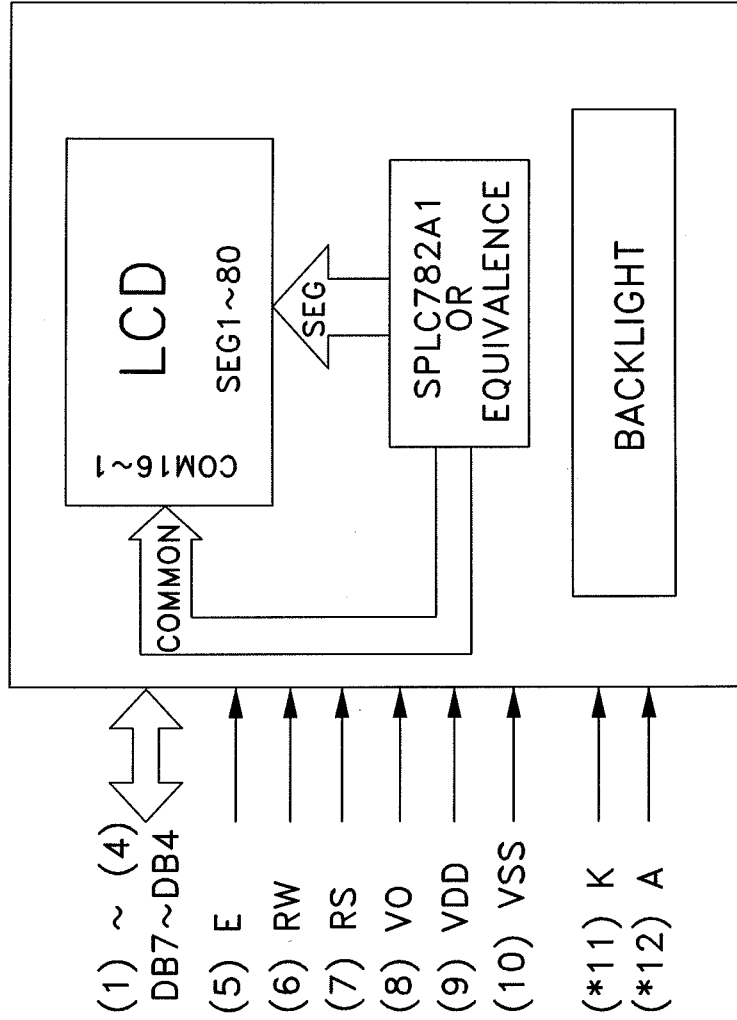 (1) ~ (4)
DB7~DB4
(5) E
(6) RW
(7) RS
(8) VO
(9) VDD
(10) VSS
(*11) K
(*12) A
COMMON
COM16~1
LCD
SEG1~80
SEG
SPLC782A1
OR
EQUIVALENCE
BACKLIGHT